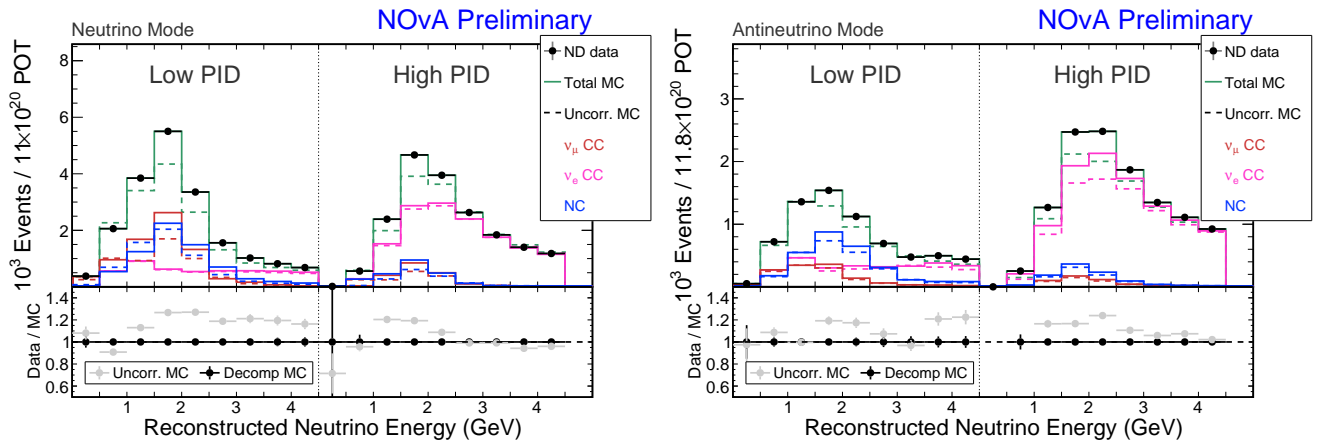 NOvA Preliminary
Neutrino Mode
Low PID
High PID
ND data
Total MC
Uncorr. MC
νμ CC
νe CC
NC
10³ Events / 11×10²⁰ POT
8
6
4
2
Data / MC
1.4
1.2
1
0.8
0.6
Uncorr. MC
Decomp MC
1 2 3 4 1 2 3 4
Reconstructed Neutrino Energy (GeV)
NOvA Preliminary
Antineutrino Mode
Low PID
High PID
ND data
Total MC
Uncorr. MC
νμ CC
νe CC
NC
10³ Events / 11.8×10²⁰ POT
3
2
1
Data / MC
1.4
1.2
1
0.8
0.6
Uncorr. MC
Decomp MC
1 2 3 4 1 2 3 4
Reconstructed Neutrino Energy (GeV)